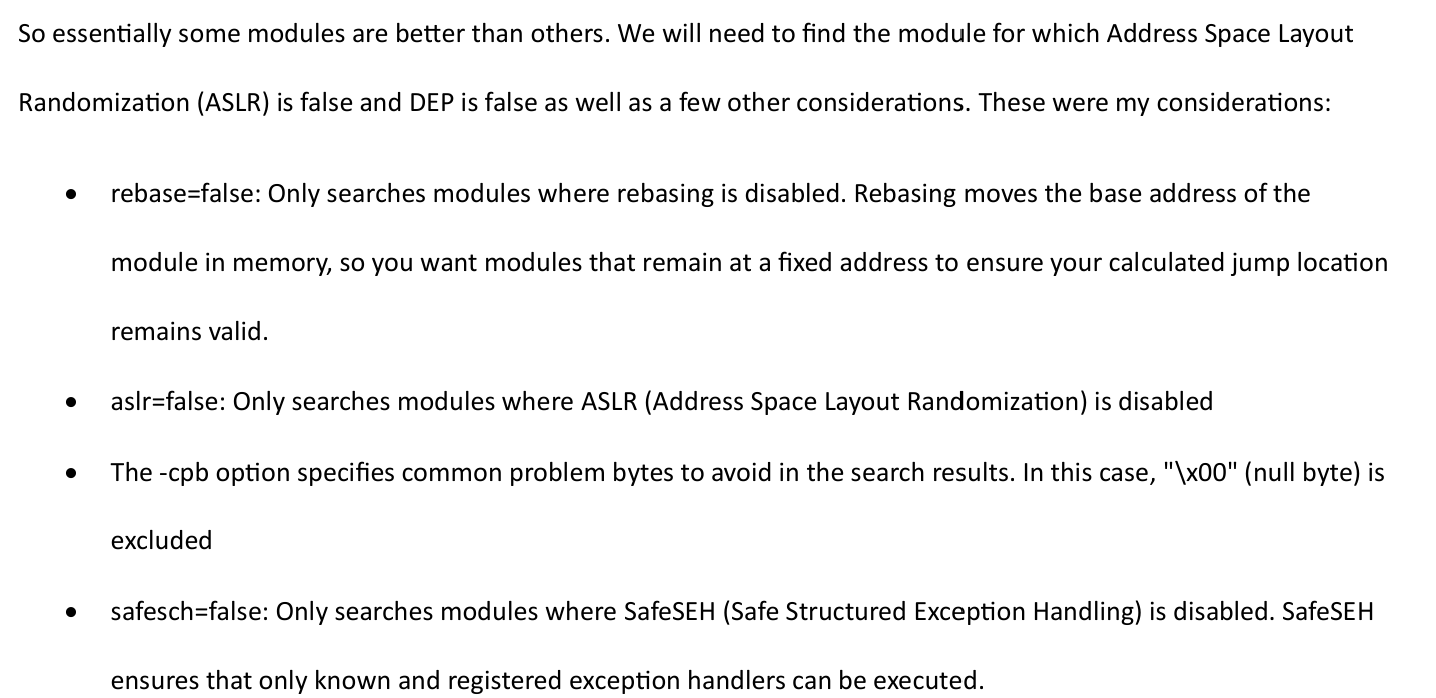 So essentially some modules are better than others. We will need to find the module for which Address Space Layout
Randomization (ASLR) is false and DEP is false as well as a few other considerations. These were my considerations:
• rebase=false: Only searches modules where rebasing is disabled. Rebasing moves the base address of the
module in memory, so you want modules that remain at a fixed address to ensure your calculated jump location
remains valid.
• aslr=false: Only searches modules where ASLR (Address Space Layout Randomization) is disabled
• The -cpb option specifies common problem bytes to avoid in the search results. In this case, "\x00" (null byte) is
excluded
• safesch=false: Only searches modules where SafeSEH (Safe Structured Exception Handling) is disabled. SafeSEH
ensures that only known and registered exception handlers can be executed.